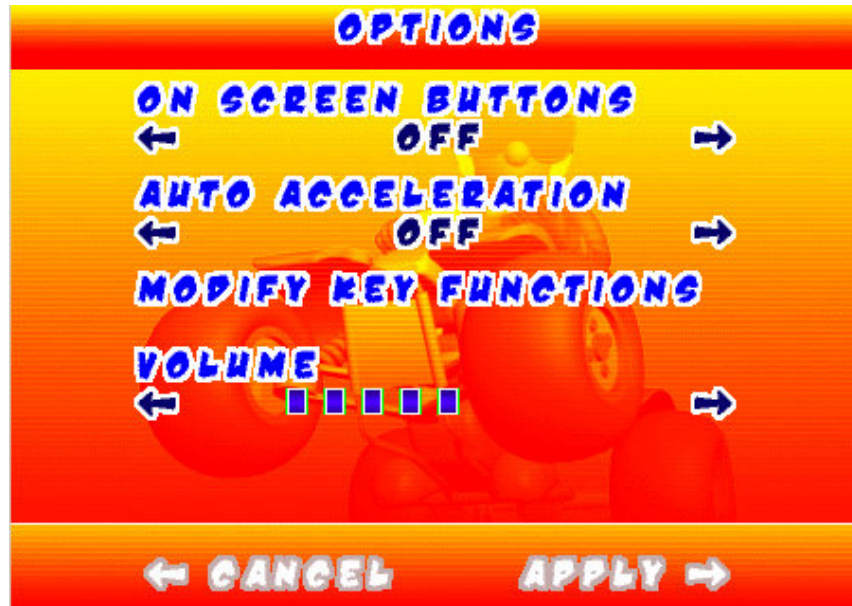 OPTIONS
ON SCREEN BUTTONS
OFF
AUTO ACCELERATION
OFF
MODIFY KEY FUNCTIONS
VOLUME
CANCEL APPLY